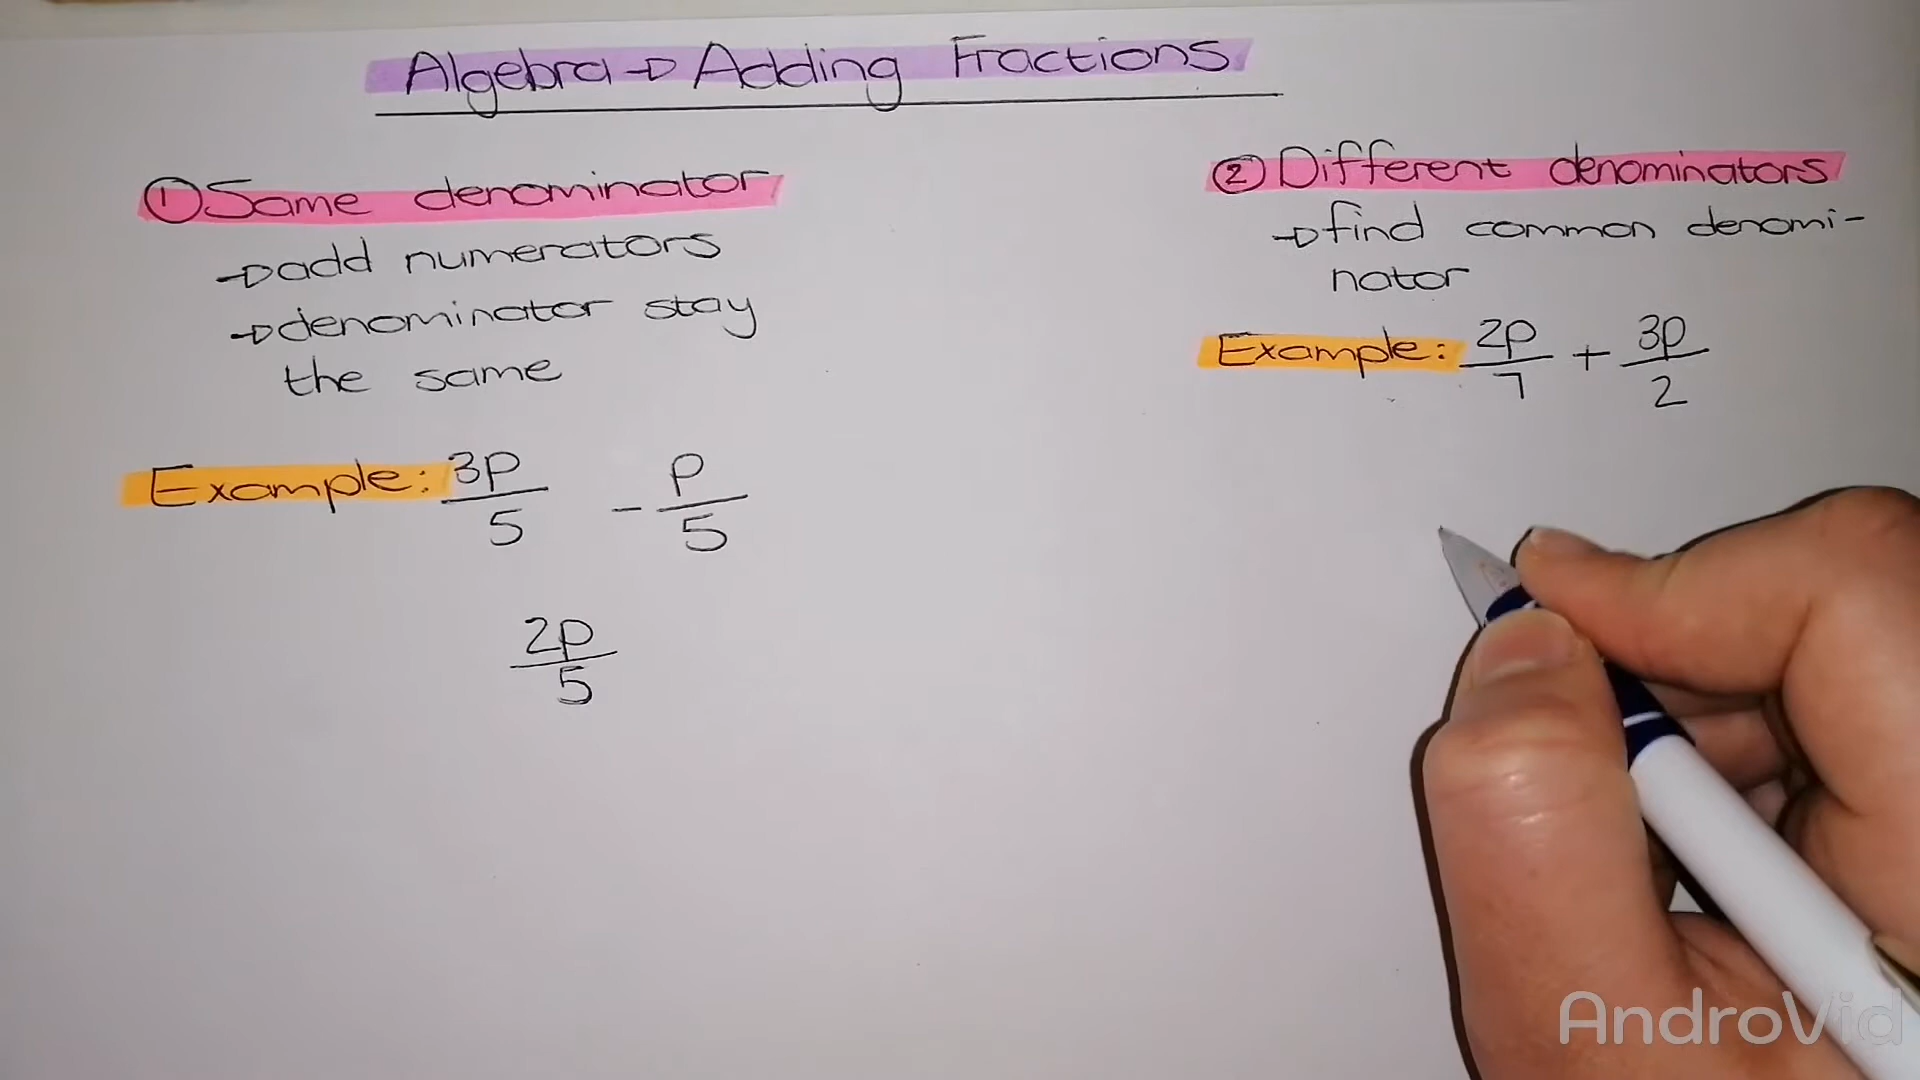 Algebra → Adding Fractions
① Same denominator
→ add numerators
→ denominator stay
the same
Example: 3p/5 - p/5
2p/5
② Different denominators
→ find common denomi-
nator
Example: 2p/7 + 3p/2
AndroVid